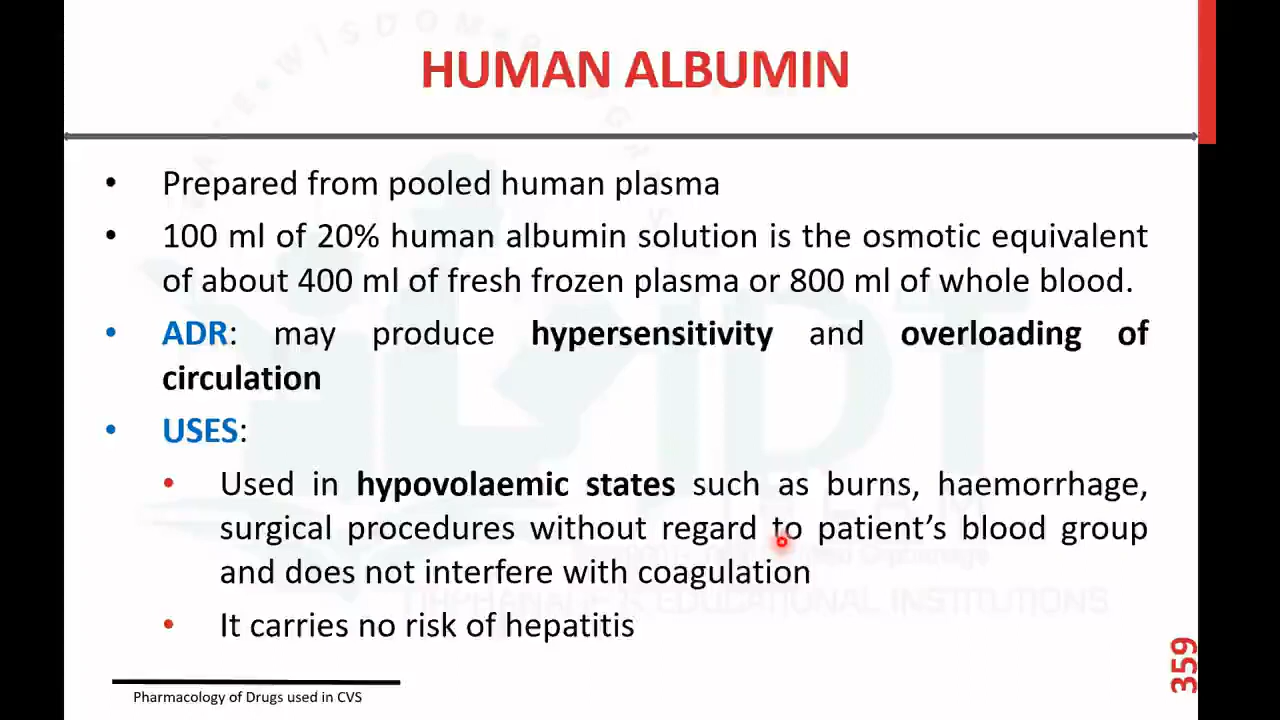 HUMAN ALBUMIN
• Prepared from pooled human plasma
• 100 ml of 20% human albumin solution is the osmotic equivalent
of about 400 ml of fresh frozen plasma or 800 ml of whole blood.
• ADR: may produce hypersensitivity and overloading of
circulation
• USES:
• Used in hypovolaemic states such as burns, haemorrhage,
surgical procedures without regard to patient's blood group
and does not interfere with coagulation
• It carries no risk of hepatitis
359
Pharmacology of Drugs used in CVS
WISDOM
JDT
EDUCATIONAL INSTITUTIONS